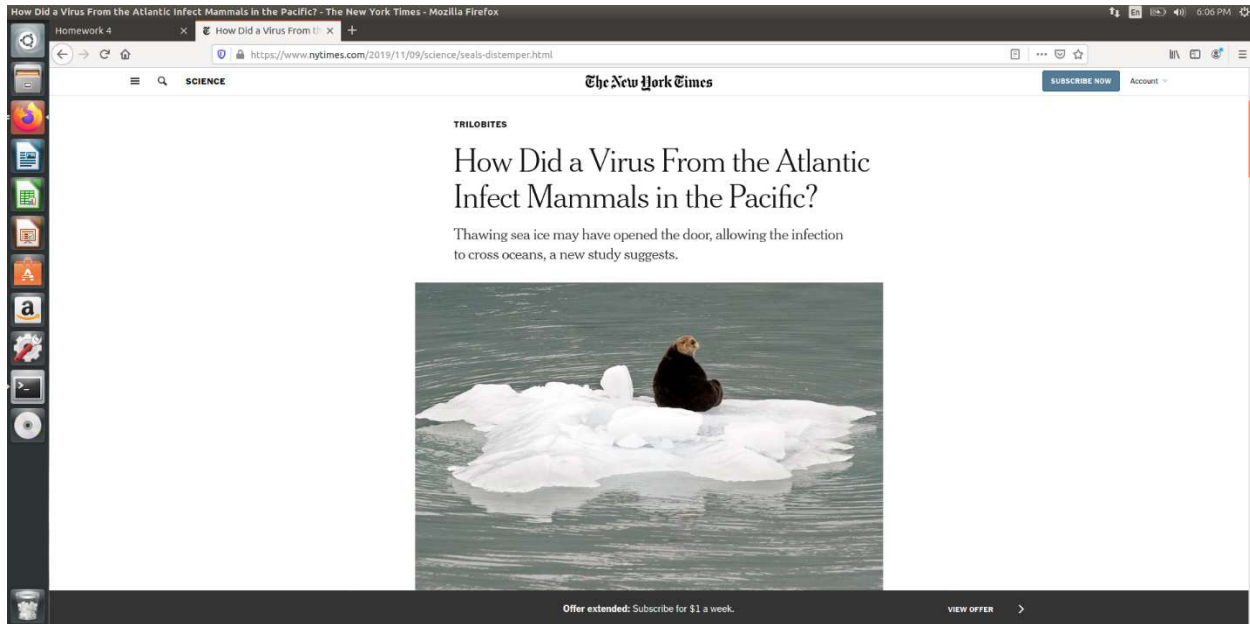 How Did a Virus From the Atlantic Infect Mammals in the Pacific? - The New York Times - Mozilla Firefox
En
6:06 PM
Homework 4
How Did a Virus From th
https://www.nytimes.com/2019/11/09/science/seals-distemper.html
SCIENCE
The New York Times
SUBSCRIBE NOW
Account
TRILOBITES
How Did a Virus From the Atlantic
Infect Mammals in the Pacific?
Thawing sea ice may have opened the door, allowing the infection
to cross oceans, a new study suggests.
Offer extended: Subscribe for $1 a week.
VIEW OFFER